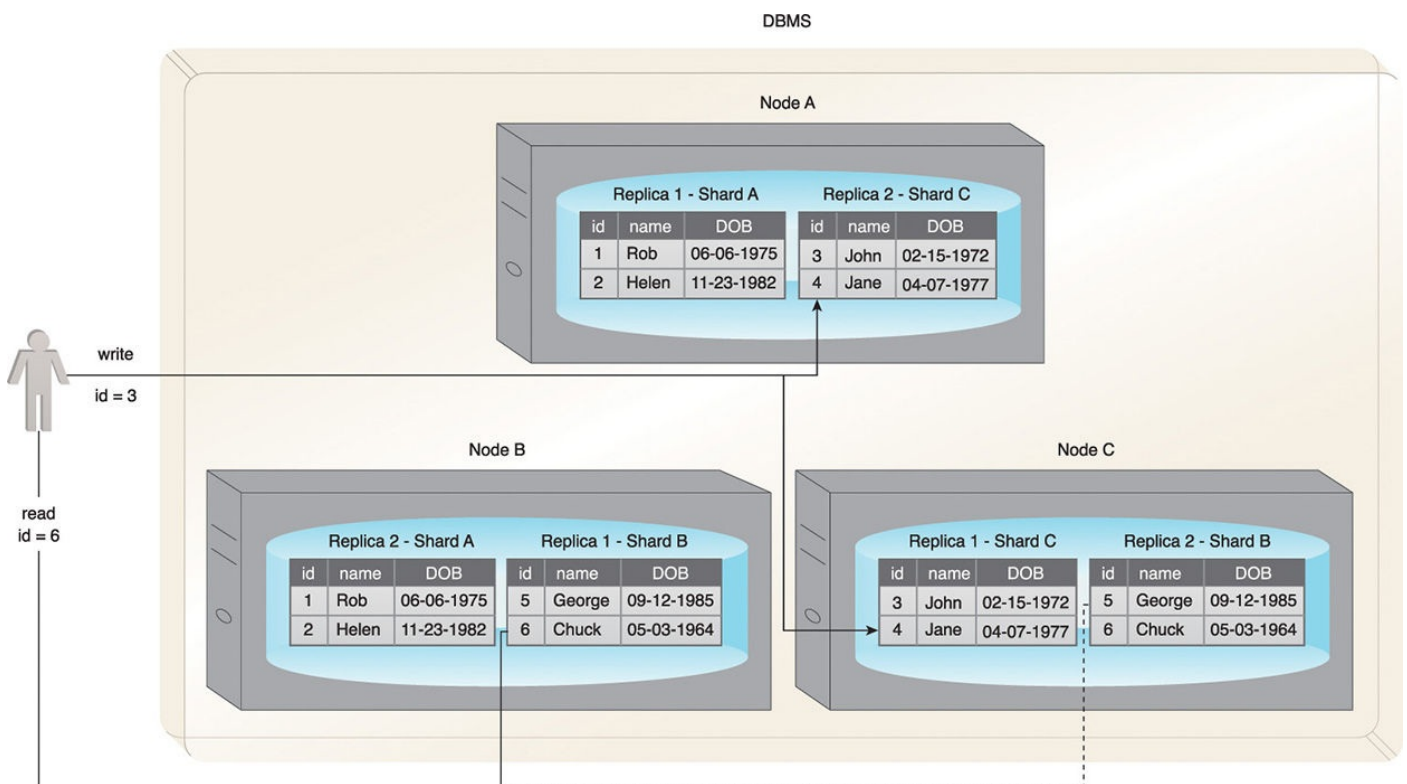 DBMS
Node A
Replica 1 - Shard A
id name DOB
1 Rob 06-06-1975
2 Helen 11-23-1982
Replica 2 - Shard C
id name DOB
3 John 02-15-1972
4 Jane 04-07-1977
write
id = 3
read
id = 6
Node B
Replica 2 - Shard A
id name DOB
1 Rob 06-06-1975
2 Helen 11-23-1982
Replica 1 - Shard B
id name DOB
5 George 09-12-1985
6 Chuck 05-03-1964
Node C
Replica 1 - Shard C
id name DOB
3 John 02-15-1972
4 Jane 04-07-1977
Replica 2 - Shard B
id name DOB
5 George 09-12-1985
6 Chuck 05-03-1964